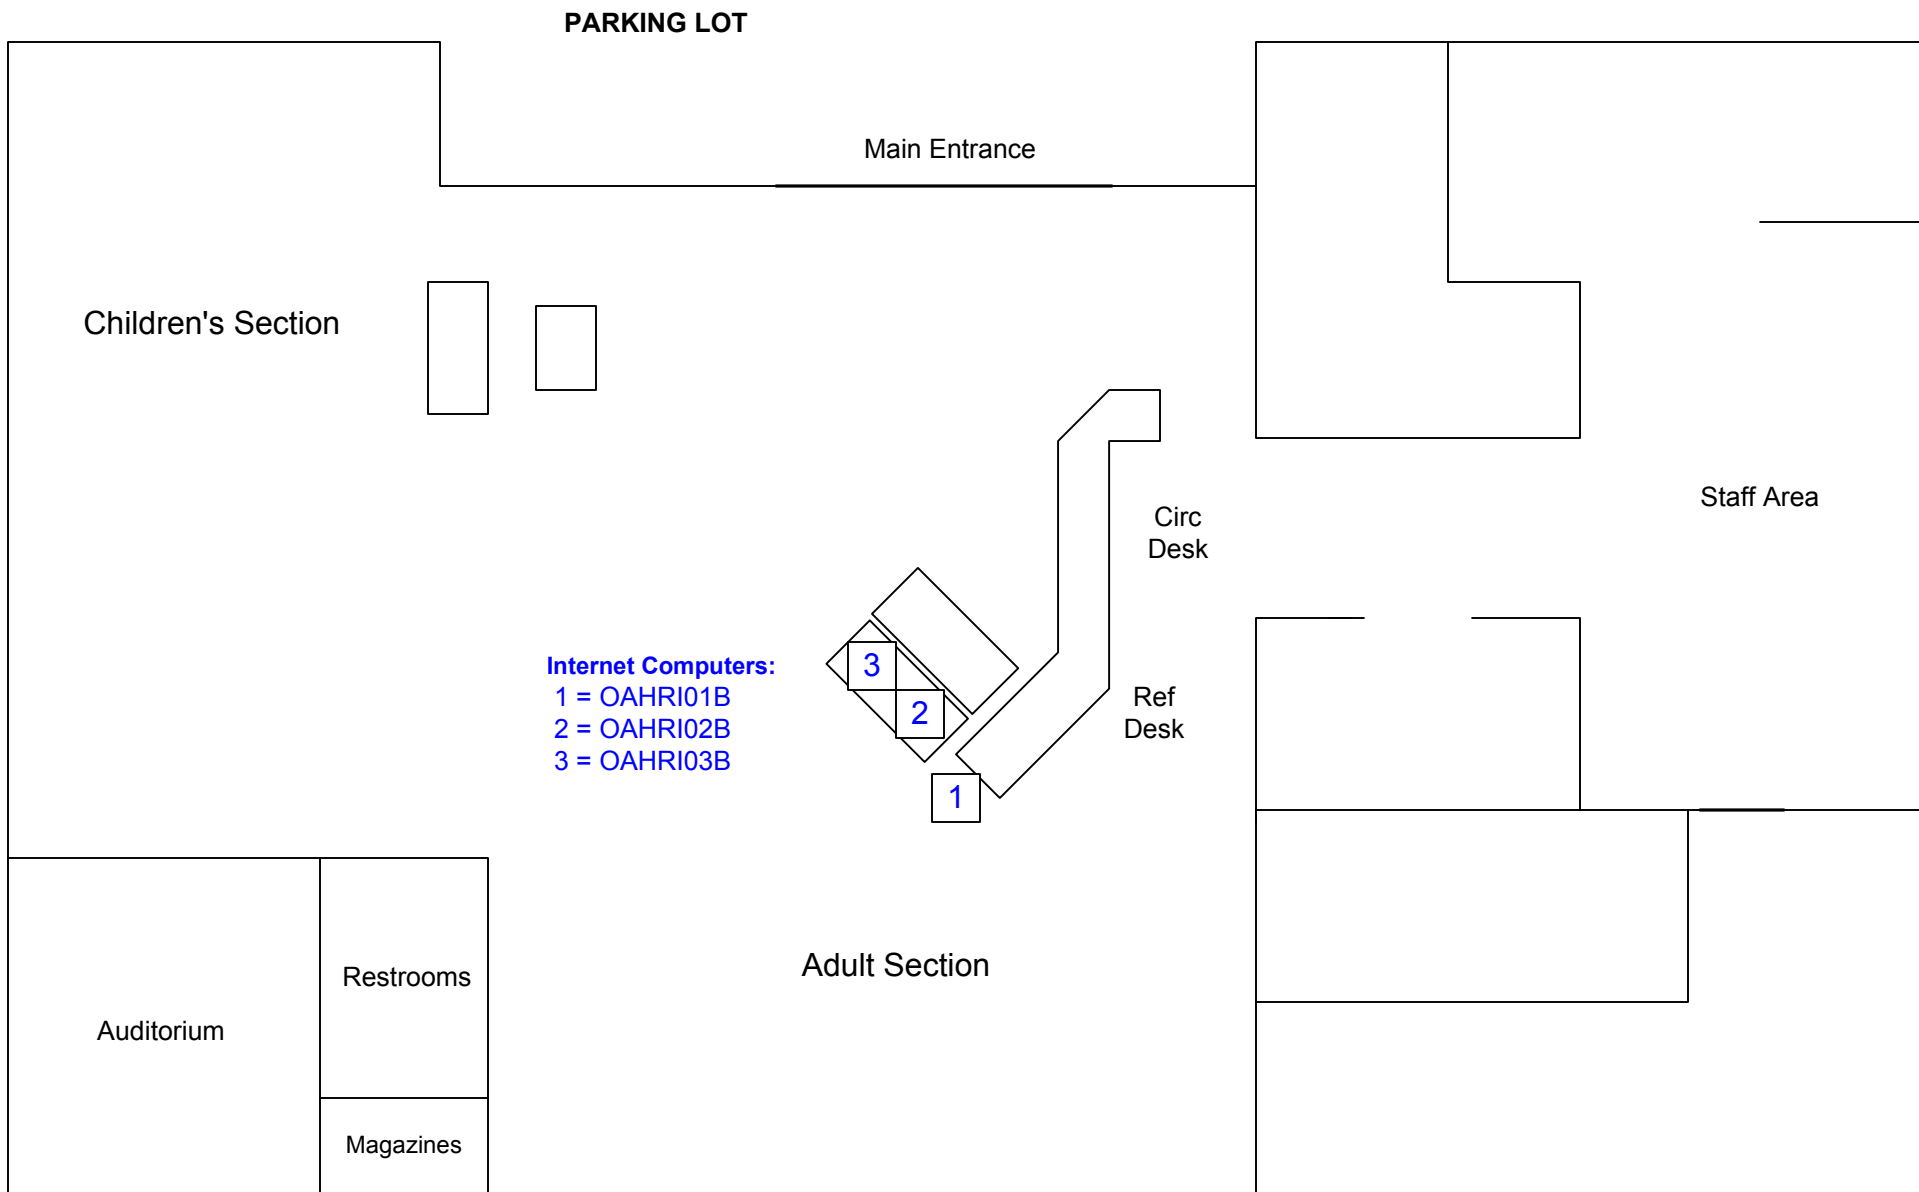 PARKING LOT
Main Entrance
Children's Section
Staff Area
Circ
Desk
Internet Computers:
1 = OAHRI01B
2 = OAHRI02B
3 = OAHRI03B
3
2
1
Ref
Desk
Adult Section
Restrooms
Auditorium
Magazines